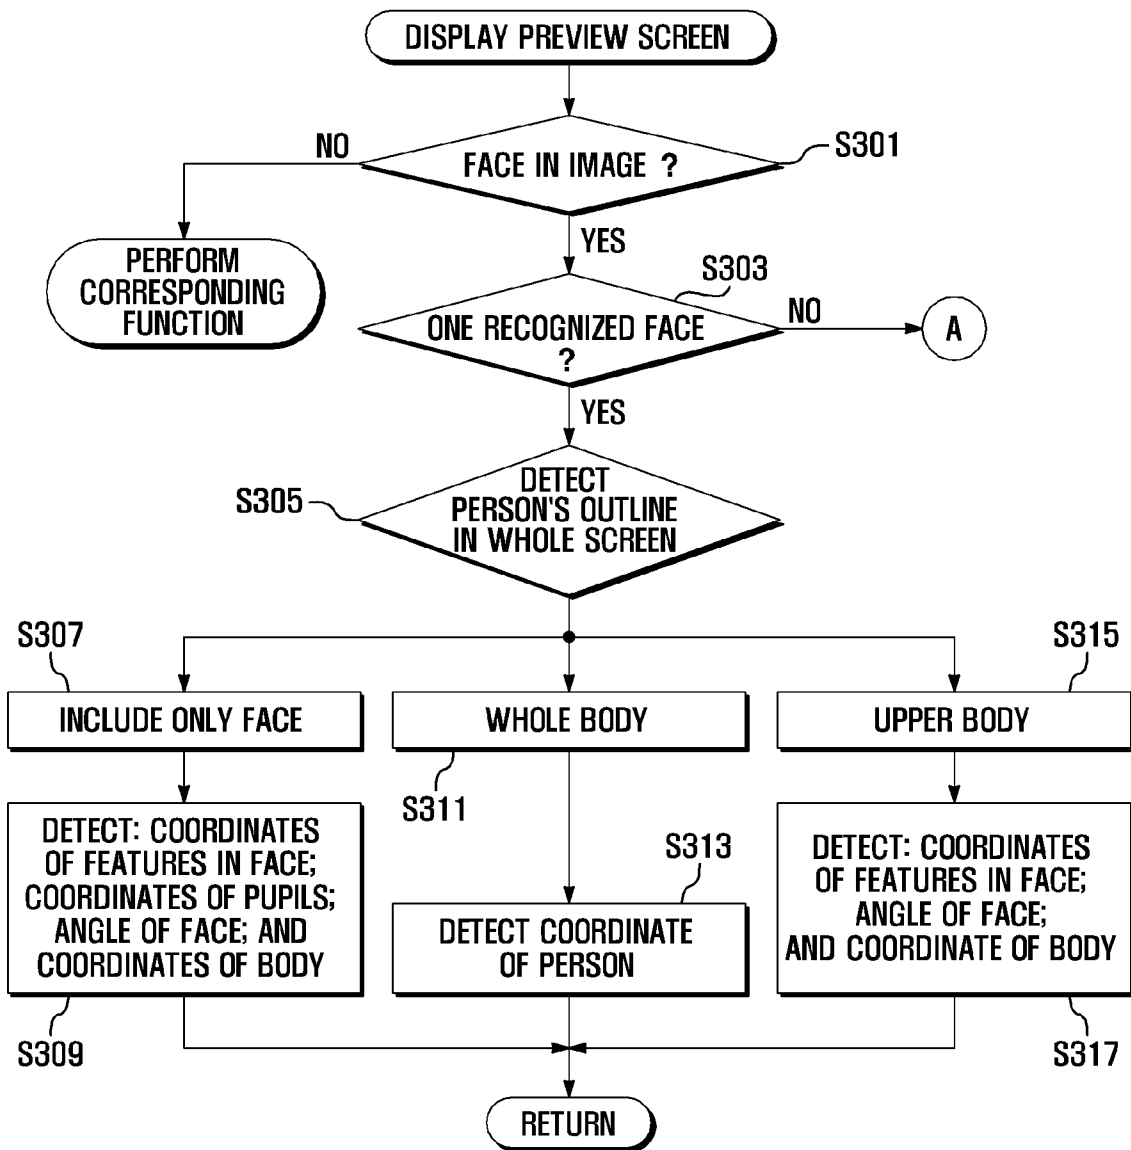 DISPLAY PREVIEW SCREEN
NO
FACE IN IMAGE ?
S301
YES
PERFORM
CORRESPONDING
FUNCTION
S303
ONE RECOGNIZED FACE
?
NO
A
YES
S305
DETECT
PERSON'S OUTLINE
IN WHOLE SCREEN
S307
INCLUDE ONLY FACE
WHOLE BODY
S311
S315
UPPER BODY
DETECT: COORDINATES
OF FEATURES IN FACE;
COORDINATES OF PUPILS;
ANGLE OF FACE; AND
COORDINATES OF BODY
S309
S313
DETECT COORDINATE
OF PERSON
DETECT: COORDINATES
OF FEATURES IN FACE;
ANGLE OF FACE;
AND COORDINATE OF BODY
S317
RETURN